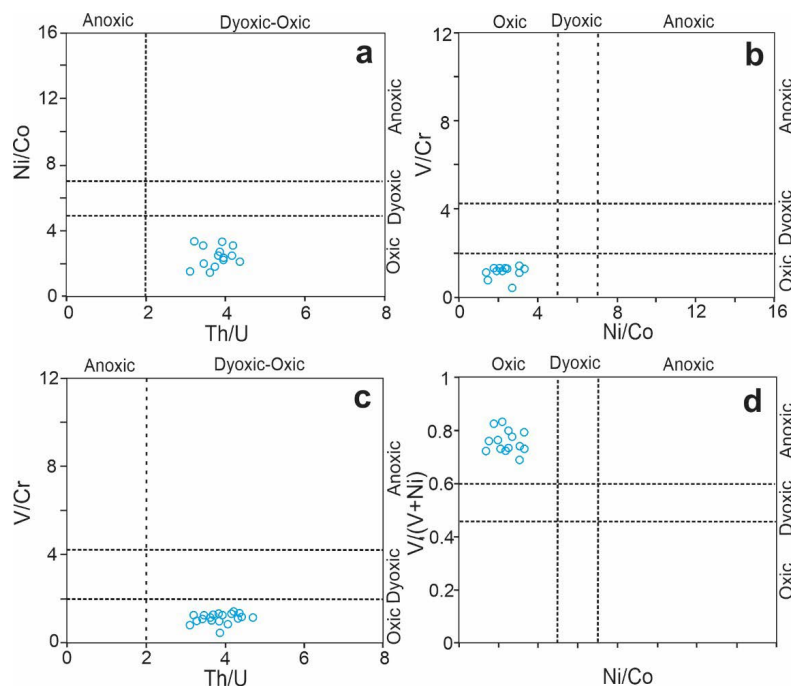 Anoxic Dyoxic-Oxic
16
12
8
4
0
Ni/Co
a
Anoxic
Dyoxic
Oxic
0 2 4 6 8
Th/U
Oxic Dyoxic Anoxic
12
8
4
0
V/Cr
b
Anoxic
Dyoxic
Oxic
0 4 8 12 16
Ni/Co
Anoxic Dyoxic-Oxic
12
8
4
0
V/Cr
c
Anoxic
Dyoxic
Oxic
0 2 4 6 8
Th/U
Oxic Dyoxic Anoxic
1
0.8
0.6
0.4
0.2
0
V/(V+Ni)
d
Anoxic
Dyoxic
Oxic
Ni/Co